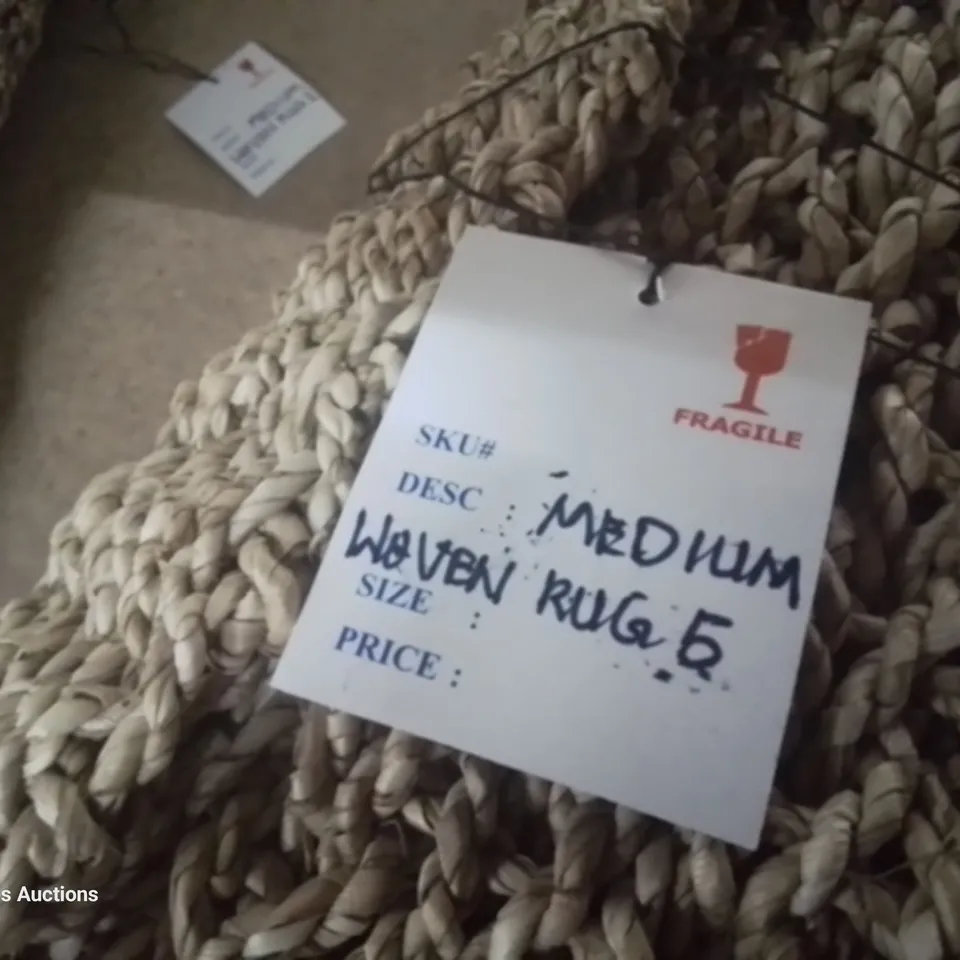 FRAGILE
SKU#
DESC : MEDIUM
WOVEN RUG 5
SIZE :
PRICE :
s Auctions